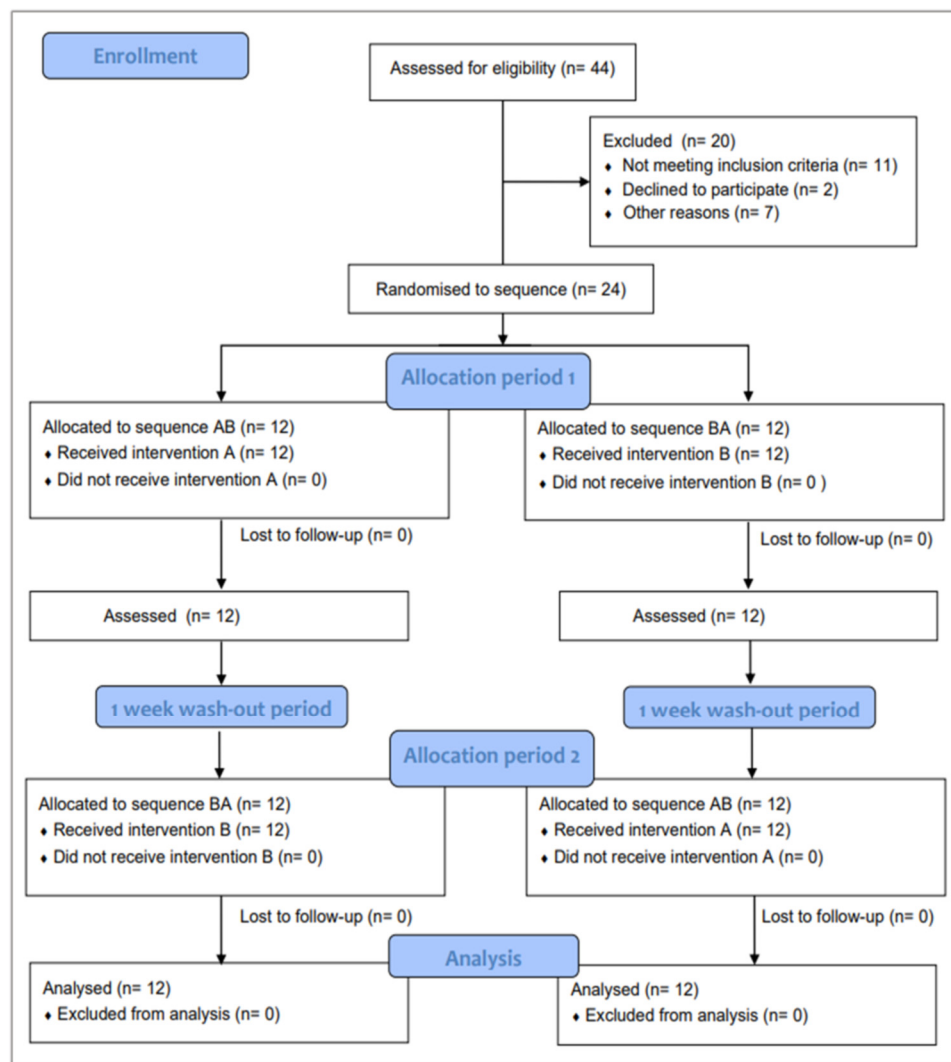 Enrollment
Assessed for eligibility (n= 44)
Excluded (n= 20)
♦ Not meeting inclusion criteria (n= 11)
♦ Declined to participate (n= 2)
♦ Other reasons (n= 7)
Randomised to sequence (n= 24)
Allocation period 1
Allocated to sequence AB (n= 12)
♦ Received intervention A (n= 12)
♦ Did not receive intervention A (n= 0)
Allocated to sequence BA (n= 12)
♦ Received intervention B (n= 12)
♦ Did not receive intervention B (n= 0 )
Lost to follow-up (n= 0)
Lost to follow-up (n= 0)
Assessed (n= 12)
Assessed (n= 12)
1 week wash-out period
1 week wash-out period
Allocation period 2
Allocated to sequence BA (n= 12)
♦ Received intervention B (n= 12)
♦ Did not receive intervention B (n= 0)
Allocated to sequence AB (n= 12)
♦ Received intervention A (n= 12)
♦ Did not receive intervention A (n= 0)
Lost to follow-up (n= 0)
Lost to follow-up (n= 0)
Analysis
Analysed (n= 12)
♦ Excluded from analysis (n= 0)
Analysed (n= 12)
♦ Excluded from analysis (n= 0)